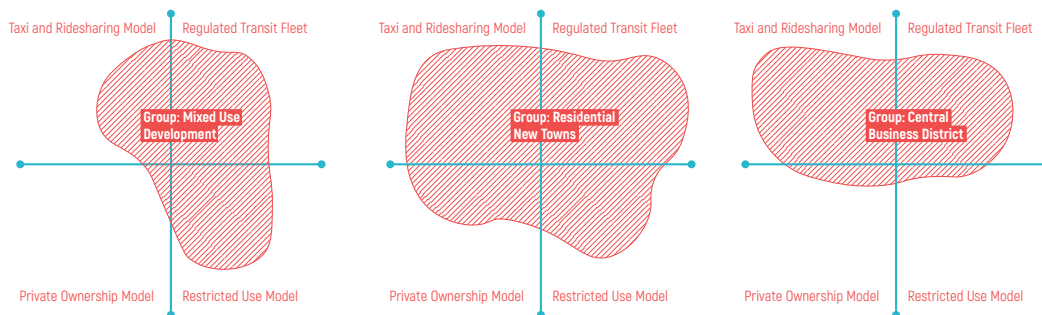 Taxi and Ridesharing Model
Regulated Transit Fleet
Group: Mixed Use
Development
Private Ownership Model
Restricted Use Model
Taxi and Ridesharing Model
Regulated Transit Fleet
Group: Residential
New Towns
Private Ownership Model
Restricted Use Model
Taxi and Ridesharing Model
Regulated Transit Fleet
Group: Central
Business District
Private Ownership Model
Restricted Use Model